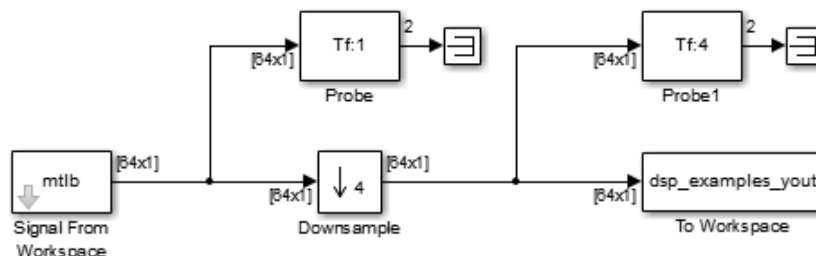 Tf:1
2
[64x1]
Probe
Tf:4
2
[64x1]
Probe1
mtlb
[64x1]
Signal From
Workspace
[64x1]
↓ 4
[64x1]
Downsample
[64x1]
dsp_examples_yout
To Workspace